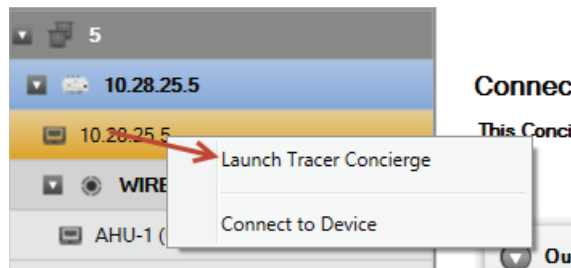 5
10.28.25.5
Connec
10.28.25.5
This Conci
Launch Tracer Concierge
WIRE
Connect to Device
AHU-1 (
Ou